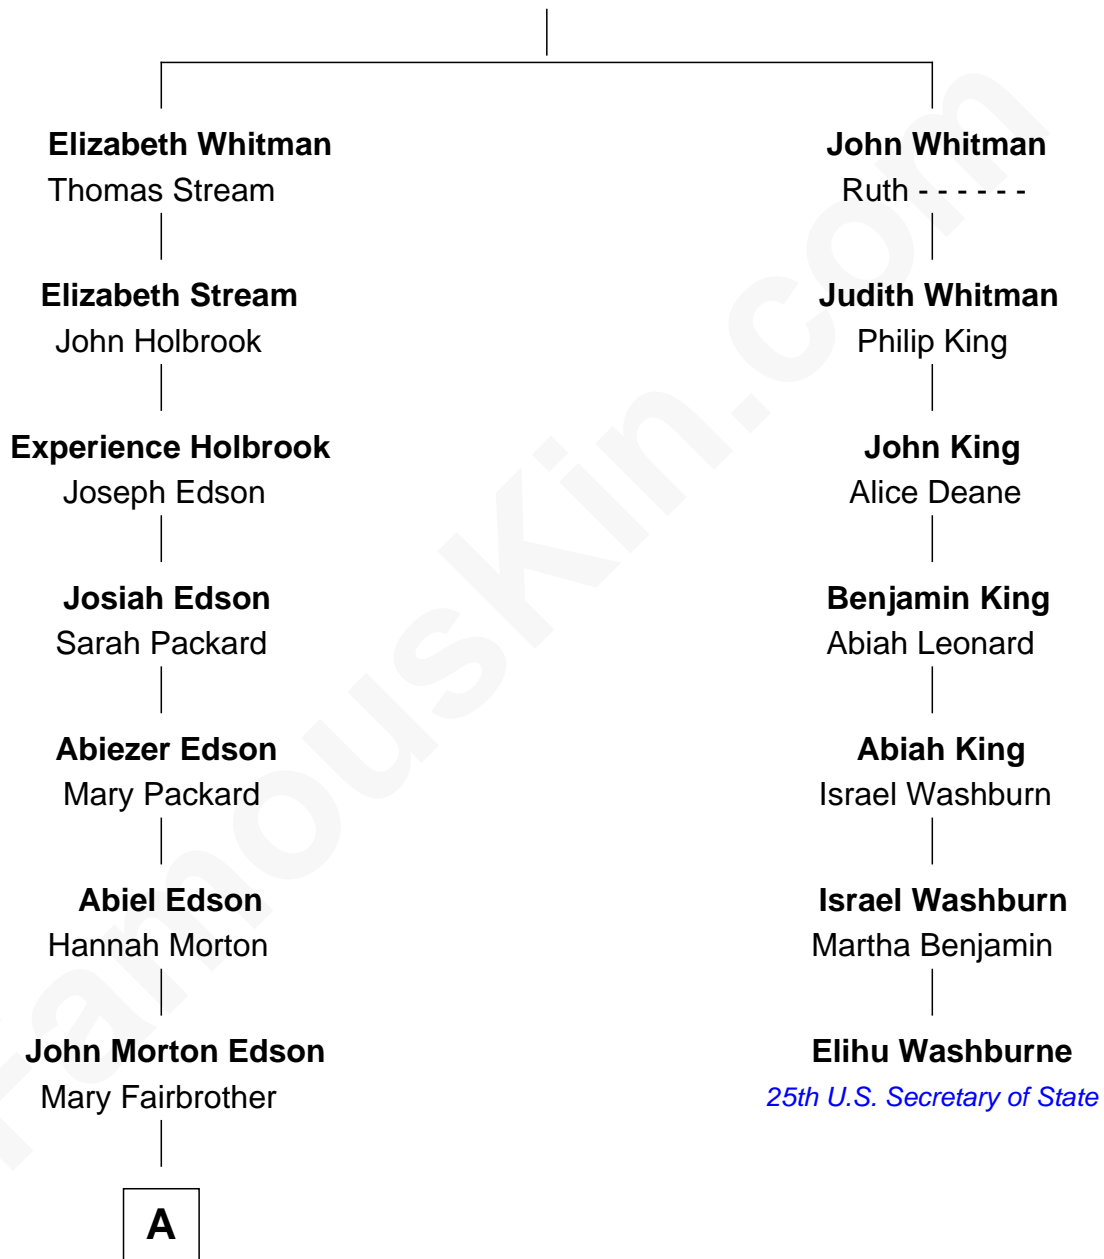 Elizabeth Whitman
Thomas Stream
John Whitman
Ruth - - - - - -
Elizabeth Stream
John Holbrook
Judith Whitman
Philip King
Experience Holbrook
Joseph Edson
John King
Alice Deane
Josiah Edson
Sarah Packard
Benjamin King
Abiah Leonard
Abiezer Edson
Mary Packard
Abiah King
Israel Washburn
Abiel Edson
Hannah Morton
Israel Washburn
Martha Benjamin
John Morton Edson
Mary Fairbrother
Elihu Washburne
25th U.S. Secretary of State
A
FamousKin.com